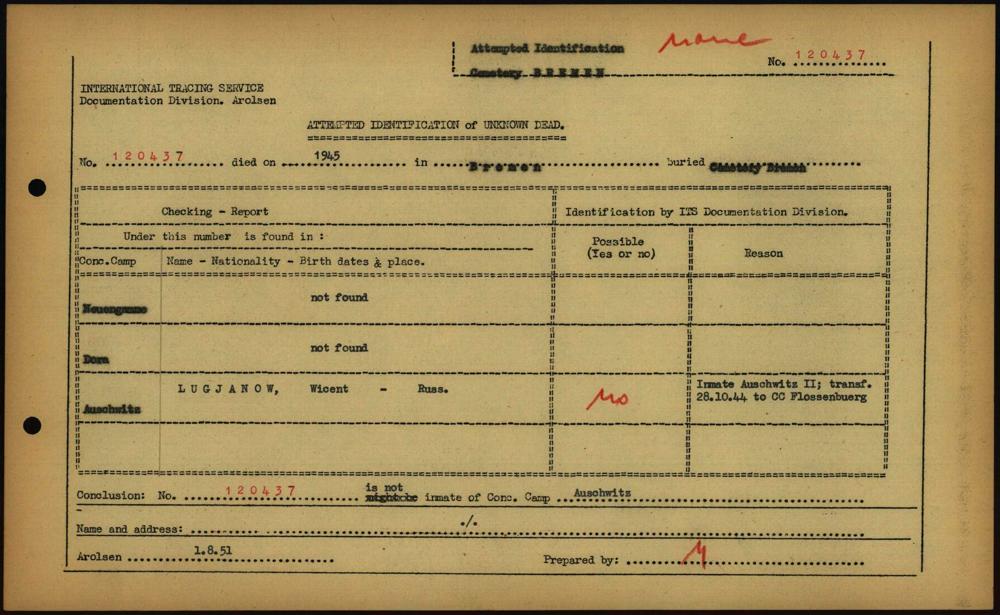 Attempted Identification none
Cemetery BREMEN
No. 120437
INTERNATIONAL TRACING SERVICE
Documentation Division. Arolsen
ATTEMPTED IDENTIFICATION of UNKNOWN DEAD.
No. 120437 died on 1945 in Bremen buried Cemetery Bremen
Checking - Report Identification by ITS Documentation Division.
Under this number is found in : Possible (Yes or no) Reason
Conc.Camp Name - Nationality - Birth dates & place.
Neuengamme not found
Dora not found
Auschwitz LUGJANOW, Wicent - Russ. No Inmate Auschwitz II; transf.
28.10.44 to CC Flossenbuerg
is not
Conclusion: No. 120437 might be inmate of Conc. Camp Auschwitz
Name and address: ./.
Arolsen 1.8.51 Prepared by: